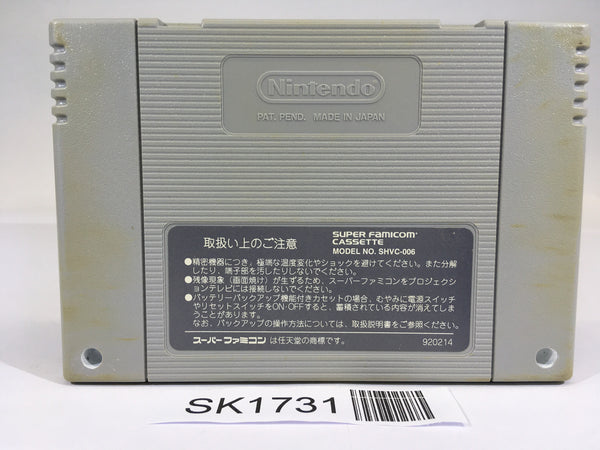 Nintendo
PAT. PEND. MADE IN JAPAN
取扱い上のご注意
SUPER FAMICOM
CASSETTE
MODEL NO. SHVC-006
●精密機器につき、極端な温度変化やショックを避けてください。また分解
したり、端子部を汚したりしないでください。
●残像現象（画面焼け）が生ずるため、スーパーファミコンをプロジェクショ
ンテレビには接続しないでください。
●バッテリーバックアップ機能付きカセットの場合、むやみに電源スイッチ
やリセットスイッチをON・OFFすると、蓄積されている内容が消えてしま
うことがあります。
なお、バックアップの操作方法については、取扱説明書をご参照ください。
スーパーファミコン は任天堂の商標です。
920214
SK1731